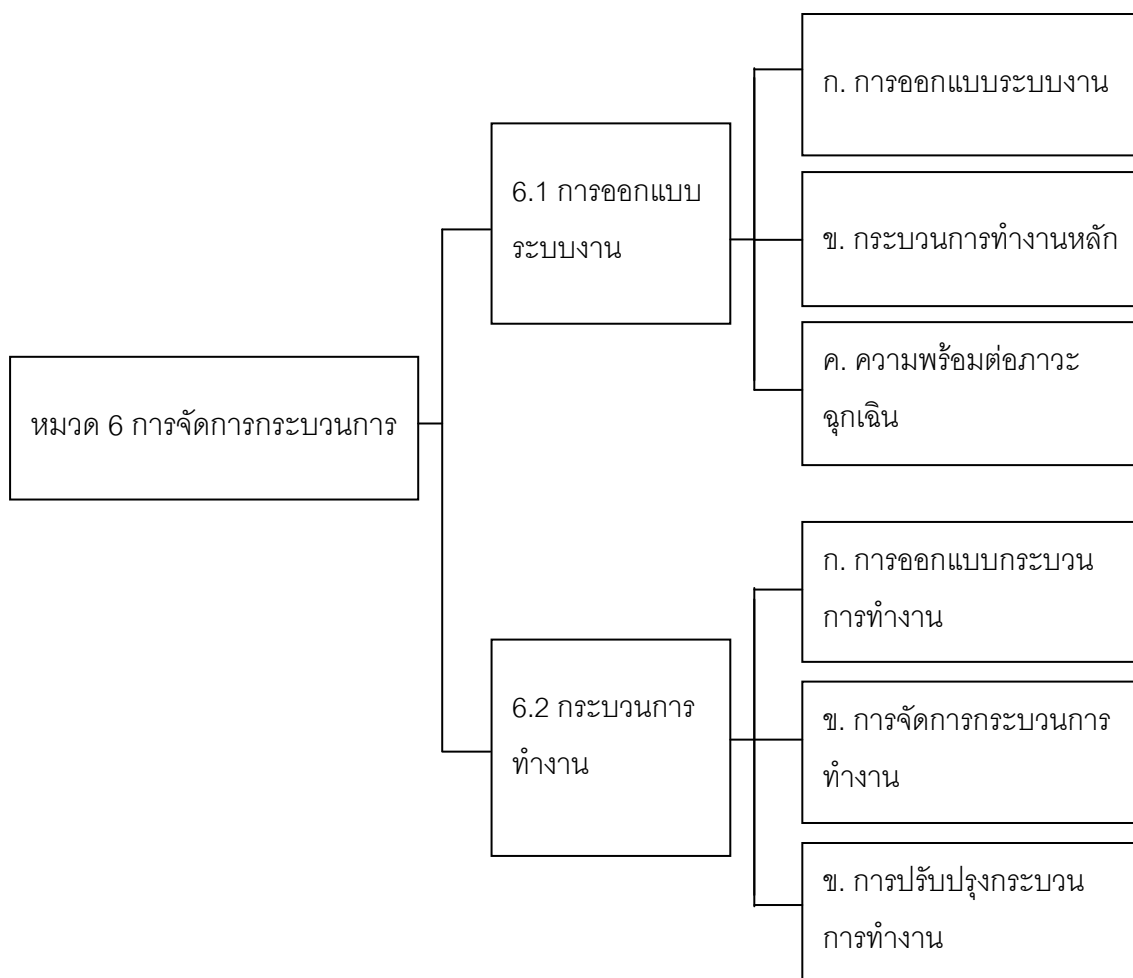 หมวด 6 การจัดการกระบวนการ
6.1 การออกแบบ
ระบบงาน
ก. การออกแบบระบบงาน
ข. กระบวนการทำงานหลัก
ค. ความพร้อมต่อภาวะ
ฉุกเฉิน
6.2 กระบวนการ
ทำงาน
ก. การออกแบบกระบวน
การทำงาน
ข. การจัดการกระบวนการ
ทำงาน
ข. การปรับปรุงกระบวน
การทำงาน